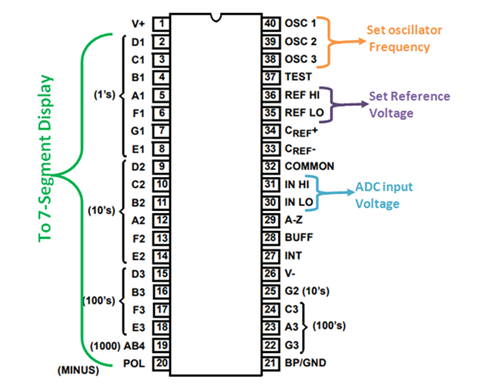 To 7-Segment Display
(1's)
(10's)
(100's)
(1000)
(MINUS)
V+ 1
D1 2
C1 3
B1 4
A1 5
F1 6
G1 7
E1 8
D2 9
C2 10
B2 11
A2 12
F2 13
E2 14
D3 15
B3 16
F3 17
E3 18
AB4 19
POL 20
40 OSC 1
39 OSC 2
38 OSC 3
37 TEST
36 REF HI
35 REF LO
34 CREF+
33 CREF-
32 COMMON
31 IN HI
30 IN LO
29 A-Z
28 BUFF
27 INT
26 V-
25 G2 (10's)
24 C3
23 A3
22 G3
21 BP/GND
(100's)
Set oscillator
Frequency
Set Reference
Voltage
ADC input
Voltage